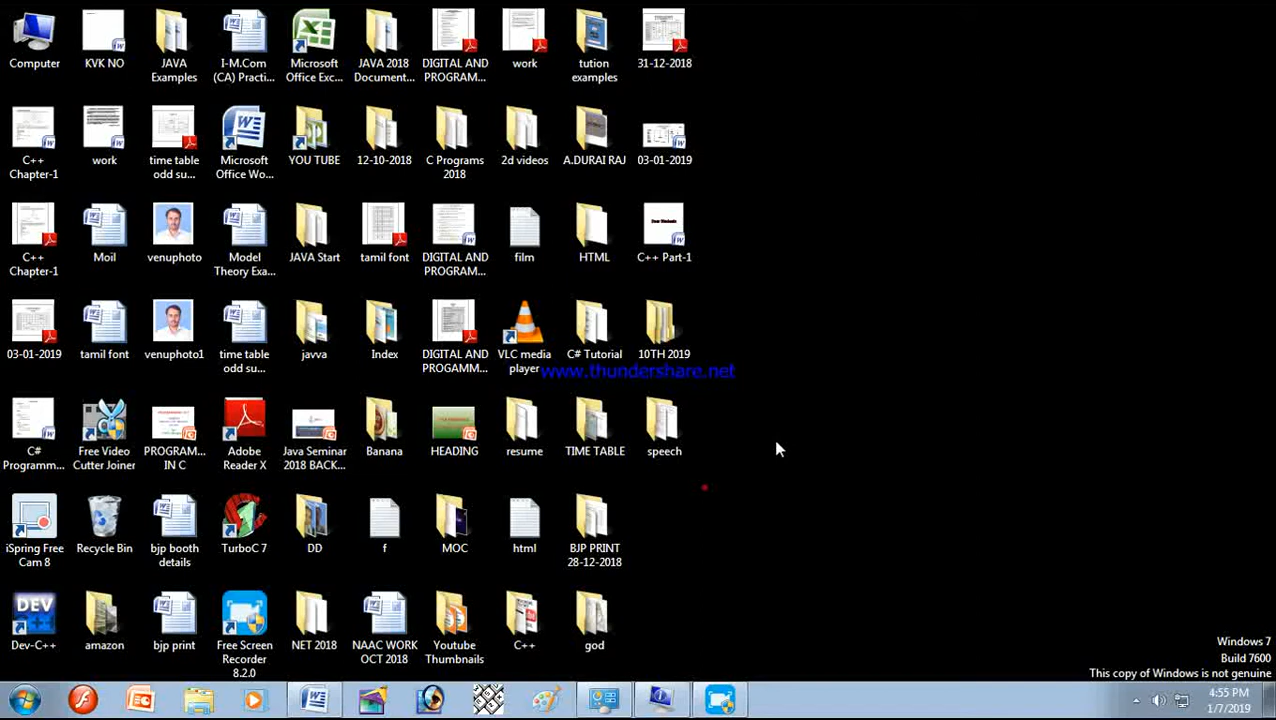 Computer
KVK NO
JAVA
Examples
I-M.Com
(CA) Practi...
Microsoft
Office Exc...
JAVA 2018
Document...
DIGITAL AND
PROGRAM...
work
tution
examples
31-12-2018
C++
Chapter-1
work
time table
odd su...
Microsoft
Office Wo...
YOU TUBE
12-10-2018
C Programs
2018
2d videos
A.DURAI RAJ
03-01-2019
C++
Chapter-1
Moil
venuphoto
Model
Theory Exa...
JAVA Start
tamil font
DIGITAL AND
PROGRAM...
film
HTML
C++ Part-1
03-01-2019
tamil font
venuphoto1
time table
odd su...
javva
Index
DIGITAL AND
PROGAMM...
VLC media
player
C# Tutorial
10TH 2019
www.thundershare.net
C#
Programm...
Free Video
Cutter Joiner
PROGRAM...
IN C
Adobe
Reader X
Java Seminar
2018 BACK...
Banana
HEADING
resume
TIME TABLE
speech
iSpring Free
Cam 8
Recycle Bin
bjp booth
details
TurboC 7
DD
f
MOC
html
BJP PRINT
28-12-2018
DEV
Dev-C++
amazon
bjp print
Free Screen
Recorder
8.2.0
NET 2018
NAAC WORK
OCT 2018
Youtube
Thumbnails
C++
god
Windows 7
Build 7600
This copy of Windows is not genuine
4:55 PM
1/7/2019